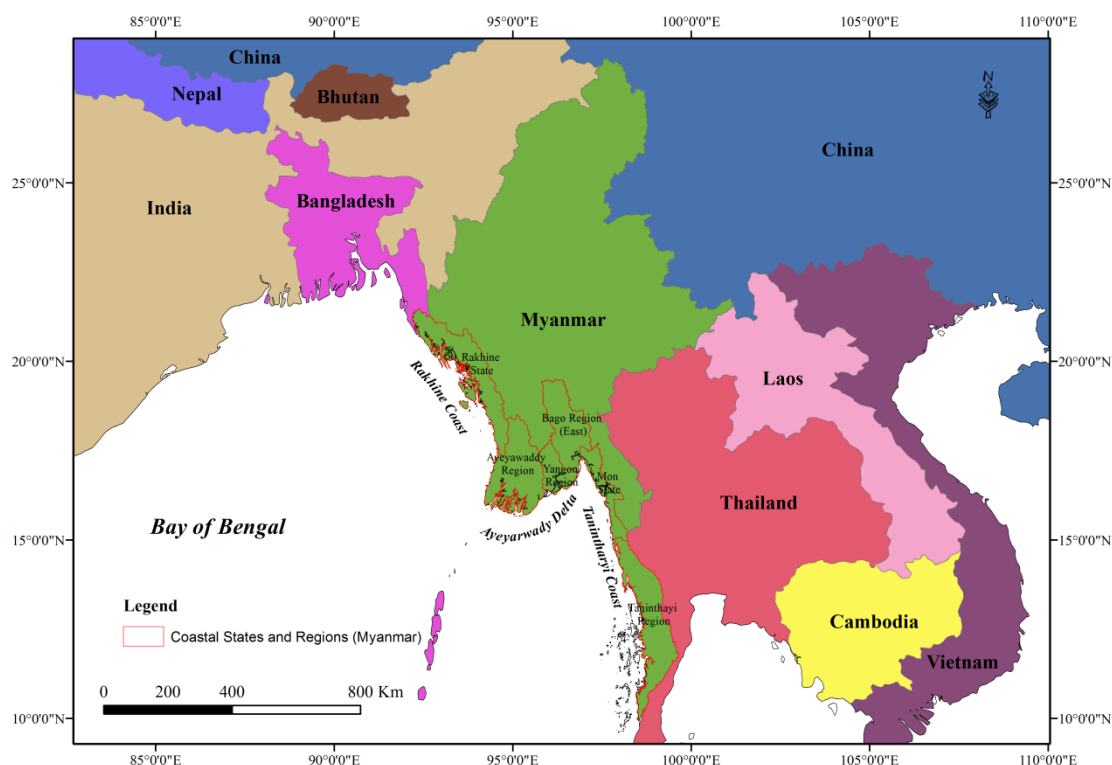 85°0'0"E 90°0'0"E 95°0'0"E 100°0'0"E 105°0'0"E 110°0'0"E
China
Nepal
Bhutan
N
China
25°0'0"N
25°0'0"N
India
Bangladesh
Myanmar
20°0'0"N
20°0'0"N
Rakhine
State
Rakhine Coast
Laos
Bago Region
(East)
Ayeyawaddy
Region
Yangon
Region
Mon
State
Thailand
Bay of Bengal
Ayeyarwady Delta
Tanintharyi Coast
15°0'0"N
15°0'0"N
Legend
Coastal States and Regions (Myanmar)
Taninthayi
Region
Cambodia
Vietnam
0 200 400 800 Km
10°0'0"N
10°0'0"N
85°0'0"E 90°0'0"E 95°0'0"E 100°0'0"E 105°0'0"E 110°0'0"E